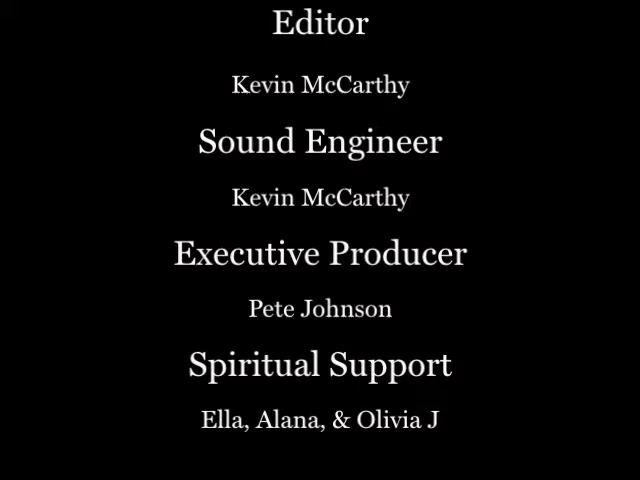 Editor
Kevin McCarthy
Sound Engineer
Kevin McCarthy
Executive Producer
Pete Johnson
Spiritual Support
Ella, Alana, & Olivia J